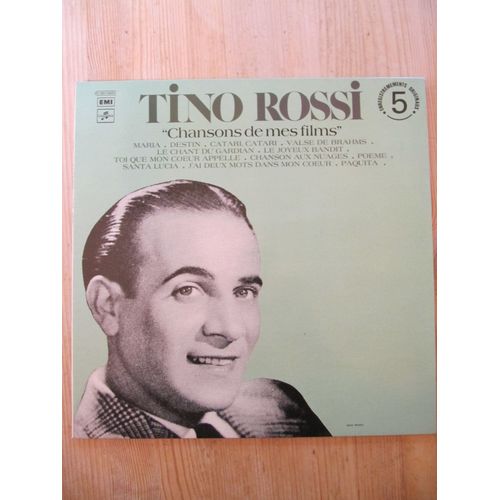 EMI
TINO ROSSI
"Chansons de mes films"
MARIA . DESTIN . CATARI, CATARI . VALSE DE BRAHMS .
LE CHANT DU GARDIAN . LE JOYEUX BANDIT .
TOI QUE MON COEUR APPELLE . CHANSON AUX NUAGES . POEME .
SANTA LUCIA . J'AI DEUX MOTS DANS MON COEUR . PAQUITA .
ENREGISTREMENTS ORIGINAUX
5